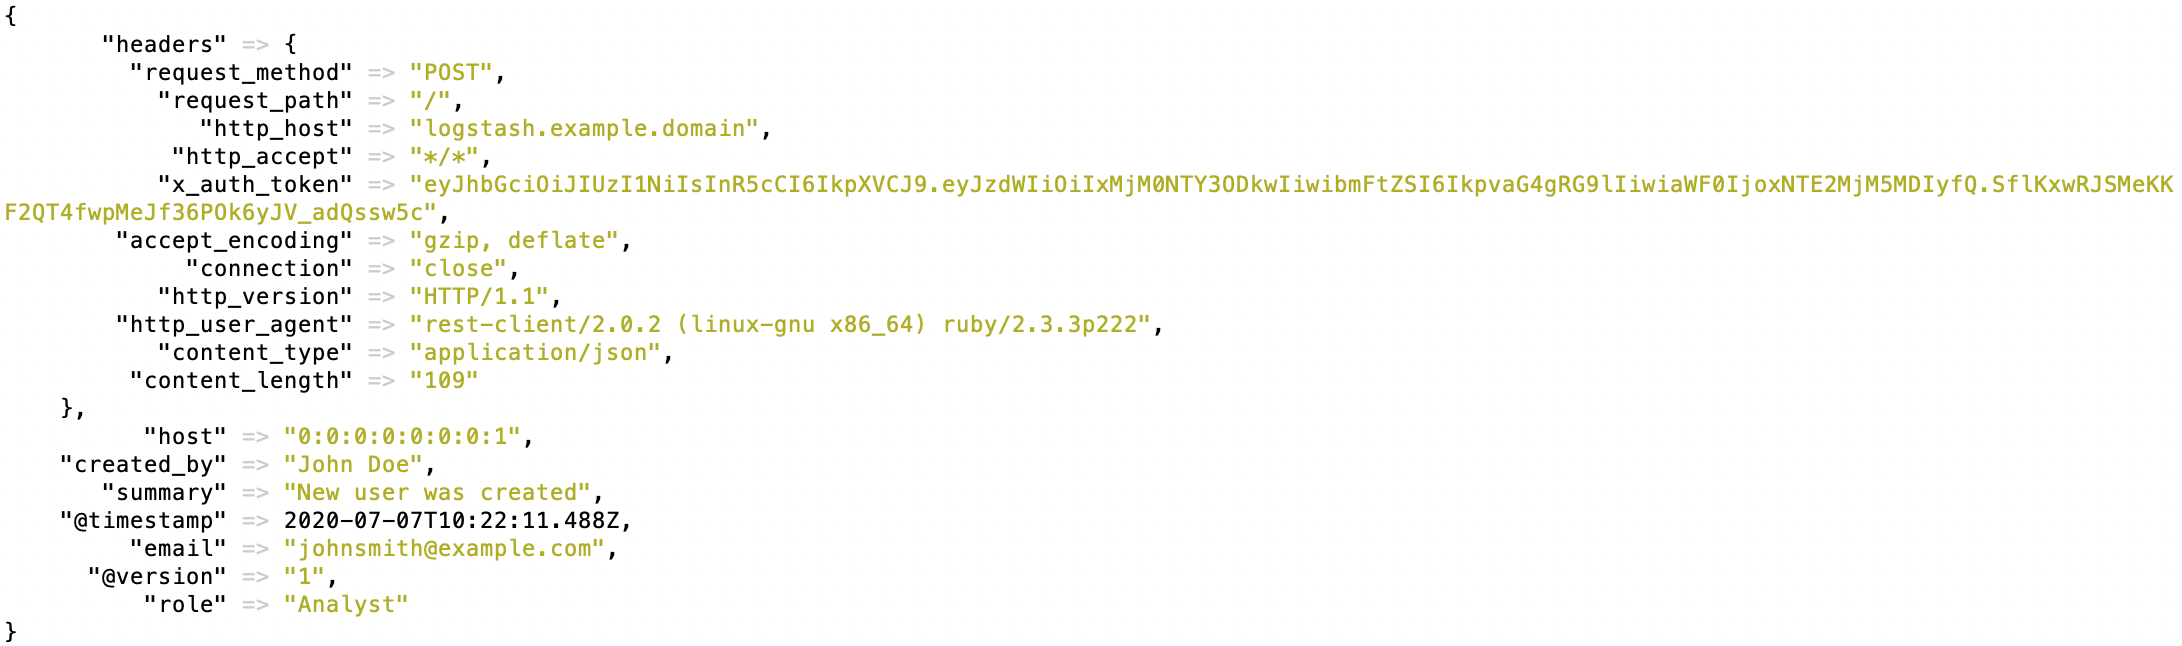 {
"headers" => {
"request_method" => "POST",
"request_path" => "/",
"http_host" => "logstash.example.domain",
"http_accept" => "*/*",
"x_auth_token" => "eyJhbGciOiJIUzI1NiIsInR5cCI6IkpXVCJ9.eyJzdWIiOiIxMjM0NTY3ODkwIiwibmFtZSI6IkpvaG4gRG9lIiwiaWF0IjoxNTE2MjM5MDIyfQ.SflKxwRJSMeKK
F2QT4fwpMeJf36POk6yJV_adQssw5c",
"accept_encoding" => "gzip, deflate",
"connection" => "close",
"http_version" => "HTTP/1.1",
"http_user_agent" => "rest-client/2.0.2 (linux-gnu x86_64) ruby/2.3.3p222",
"content_type" => "application/json",
"content_length" => "109"
},
"host" => "0:0:0:0:0:0:0:1",
"created_by" => "John Doe",
"summary" => "New user was created",
"@timestamp" => 2020-07-07T10:22:11.488Z,
"email" => "johnsmith@example.com",
"@version" => "1",
"role" => "Analyst"
}